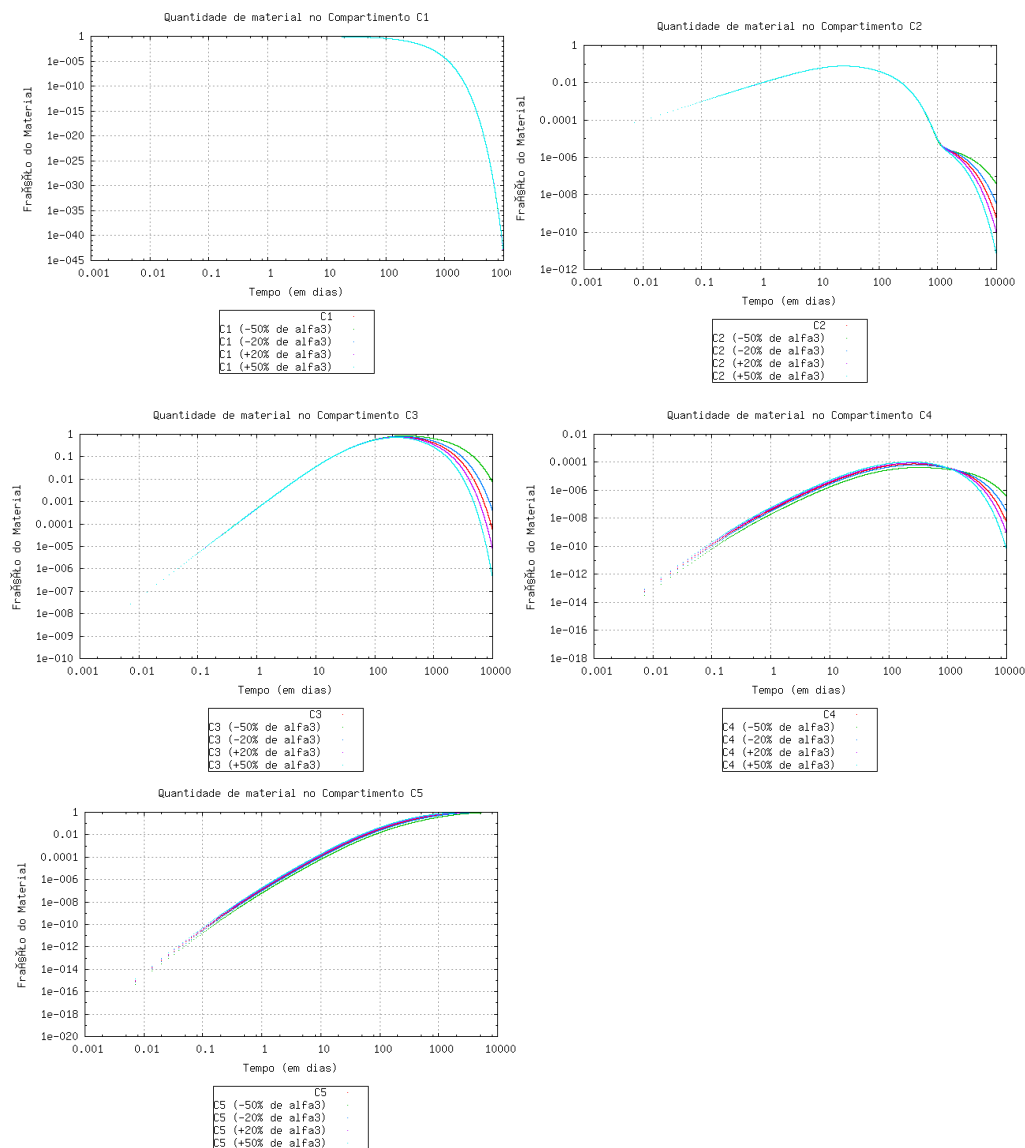 Quantidade de material no Compartimento C1
1
1e-005
1e-010
1e-015
1e-020
1e-025
1e-030
1e-035
1e-040
1e-045
0.001 0.01 0.1 1 10 100 1000 1000
Tempo (em dias)
do Material
C1
C1 (-50% de alfa3)
C1 (-20% de alfa3)
C1 (+20% de alfa3)
C1 (+50% de alfa3)
Quantidade de material no Compartimento C2
1
0.01
0.0001
1e-006
1e-008
1e-010
1e-012
0.001 0.01 0.1 1 10 100 1000 10000
Tempo (em dias)
do Material
C2
C2 (-50% de alfa3)
C2 (-20% de alfa3)
C2 (+20% de alfa3)
C2 (+50% de alfa3)
Quantidade de material no Compartimento C3
1
0.1
0.01
0.001
0.0001
1e-005
1e-006
1e-007
1e-008
1e-009
1e-010
0.001 0.01 0.1 1 10 100 1000 10000
Tempo (em dias)
do Material
C3
C3 (-50% de alfa3)
C3 (-20% de alfa3)
C3 (+20% de alfa3)
C3 (+50% de alfa3)
Quantidade de material no Compartimento C4
0.01
0.0001
1e-006
1e-008
1e-010
1e-012
1e-014
1e-016
1e-018
0.001 0.01 0.1 1 10 100 1000 10000
Tempo (em dias)
do Material
C4
C4 (-50% de alfa3)
C4 (-20% de alfa3)
C4 (+20% de alfa3)
C4 (+50% de alfa3)
Quantidade de material no Compartimento C5
1
0.01
0.0001
1e-006
1e-008
1e-010
1e-012
1e-014
1e-016
1e-018
1e-020
0.001 0.01 0.1 1 10 100 1000 10000
Tempo (em dias)
do Material
C5
C5 (-50% de alfa3)
C5 (-20% de alfa3)
C5 (+20% de alfa3)
C5 (+50% de alfa3)